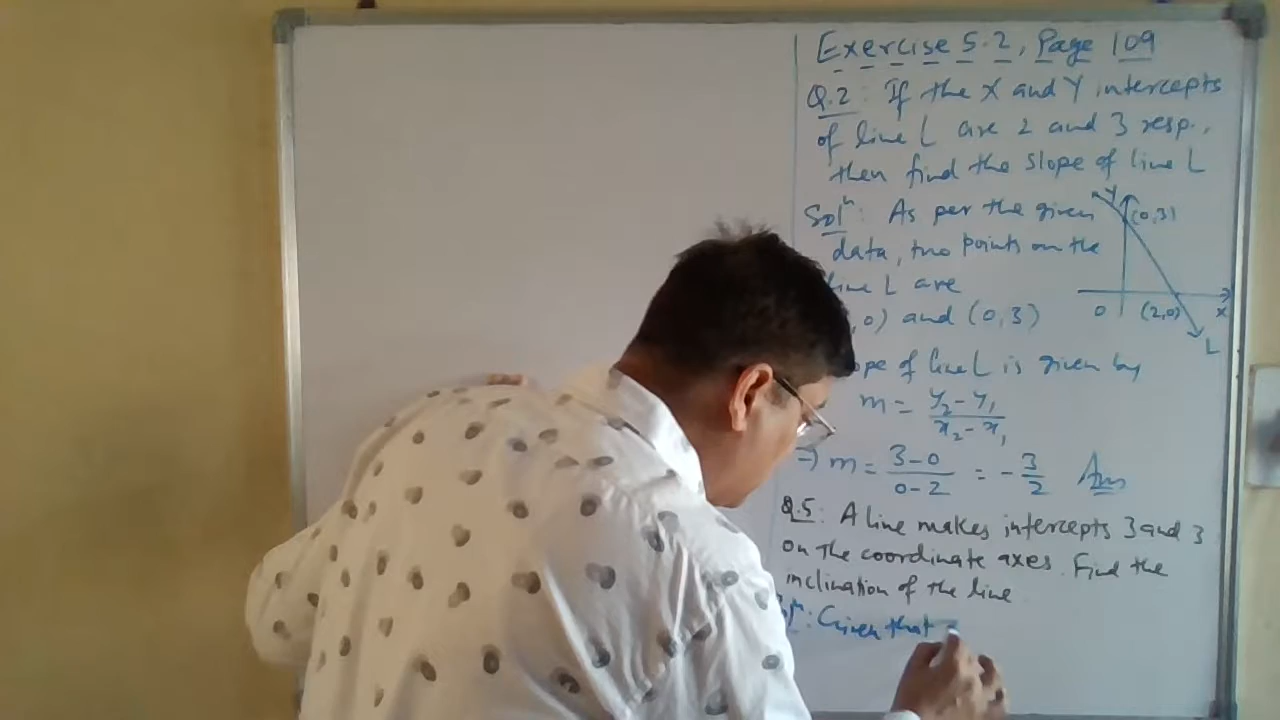 Exercise 5.2, Page 109
Q.2: If the X and Y intercepts
of line L are 2 and 3 resp.,
then find the slope of line L
Solⁿ: As per the given
data, two points on the
line L are
,0) and (0,3)
ope of line L is given by
m = y₂-y₁ / x₂-x₁
⇒ m = 3-0 / 0-2 = -3/2 Ans
Y
(0,3)
O (2,0) X
L
Q.5: A line makes intercepts 3 and 3
on the coordinate axes. Find the
inclination of the line
: Given that